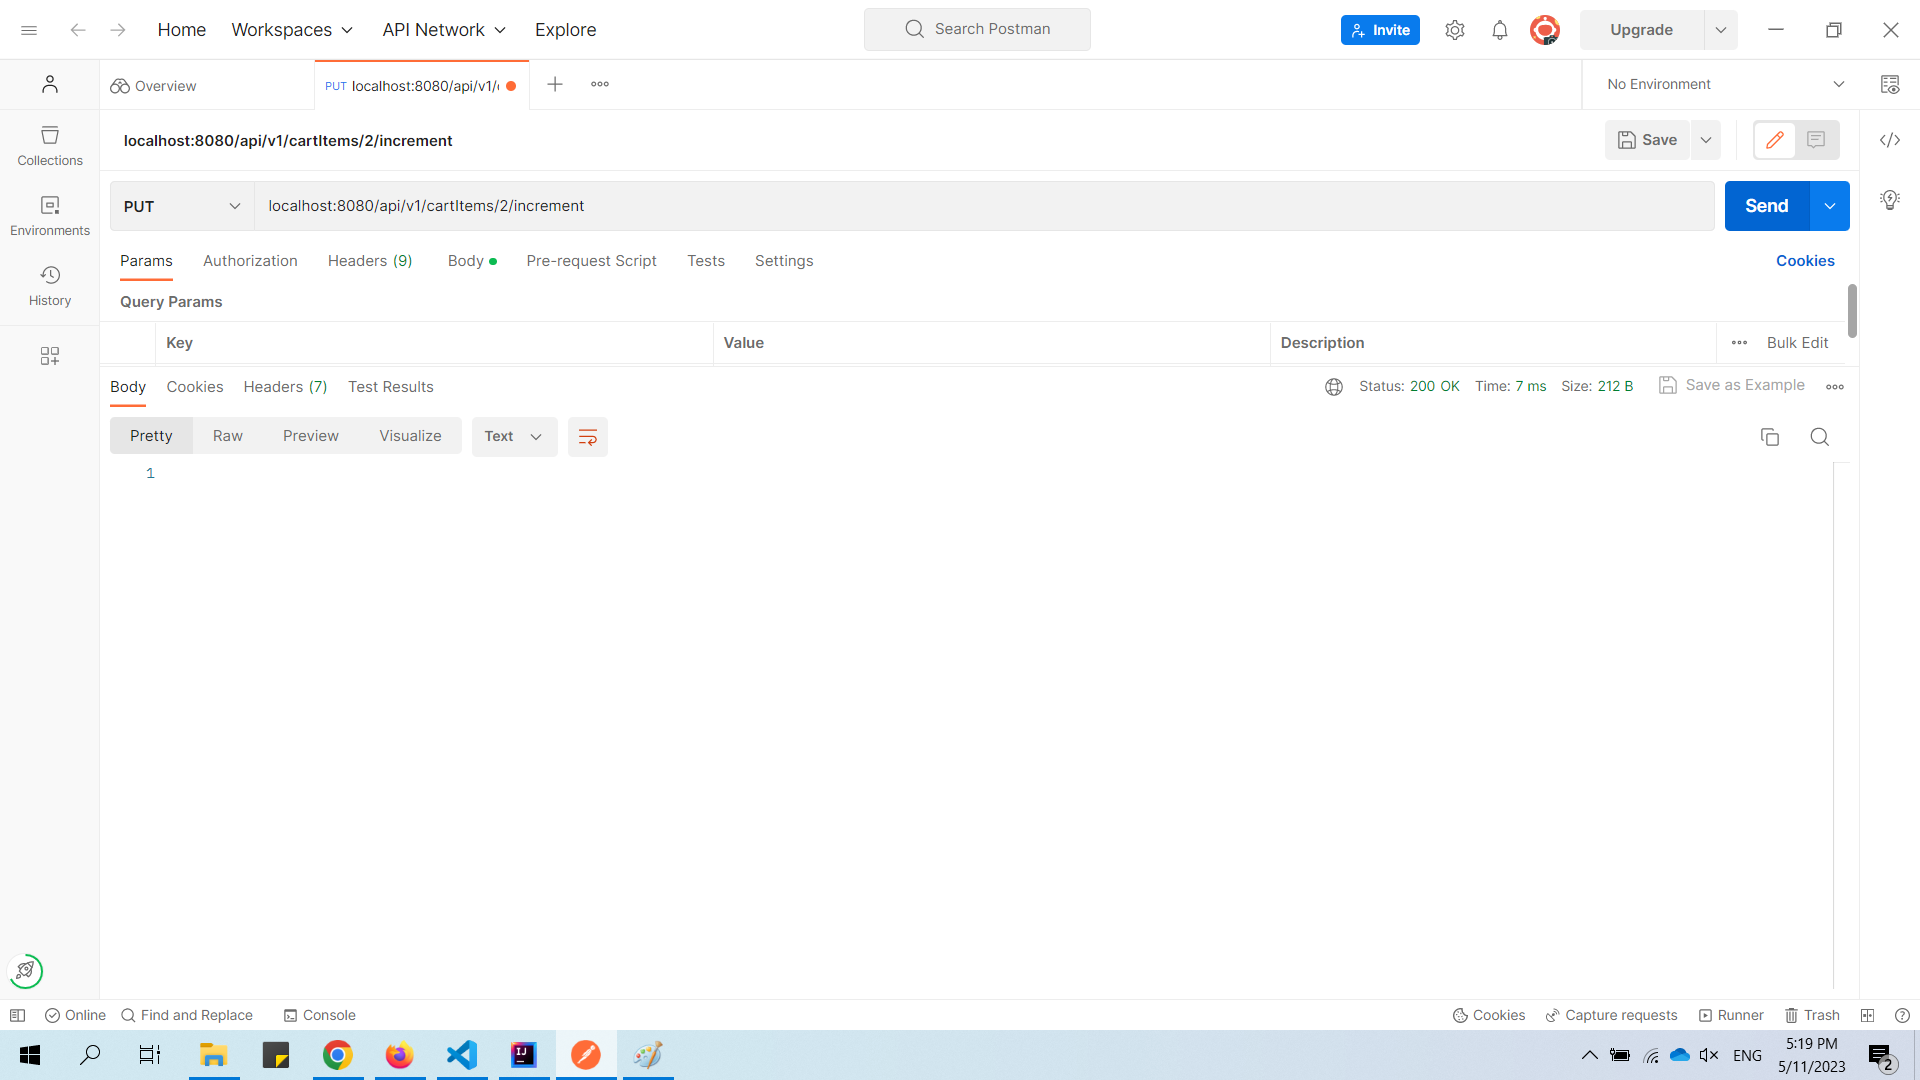 Home Workspaces API Network Explore Search Postman Invite Upgrade
Overview PUT localhost:8080/api/v1/ No Environment
localhost:8080/api/v1/cartItems/2/increment Save
Collections
PUT localhost:8080/api/v1/cartItems/2/increment Send
Environments
Params Authorization Headers (9) Body Pre-request Script Tests Settings Cookies
History
Query Params
Key Value Description Bulk Edit
Body Cookies Headers (7) Test Results Status: 200 OK Time: 7 ms Size: 212 B Save as Example
Pretty Raw Preview Visualize Text
1
Online Find and Replace Console Cookies Capture requests Runner Trash
ENG 5:19 PM
5/11/2023 2